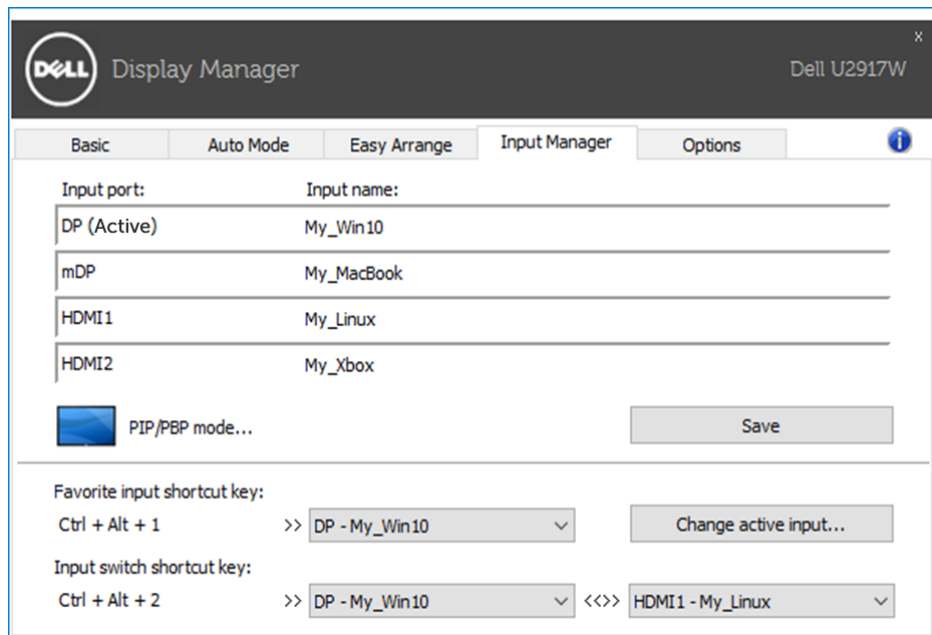 x
DELL Display Manager Dell U2917W
Basic Auto Mode Easy Arrange Input Manager Options i
Input port: Input name:
DP (Active) My_Win10
mDP My_MacBook
HDMI1 My_Linux
HDMI2 My_Xbox
PIP/PBP mode... Save
Favorite input shortcut key:
Ctrl + Alt + 1 >> DP - My_Win10 Change active input...
Input switch shortcut key:
Ctrl + Alt + 2 >> DP - My_Win10 <<>> HDMI1 - My_Linux